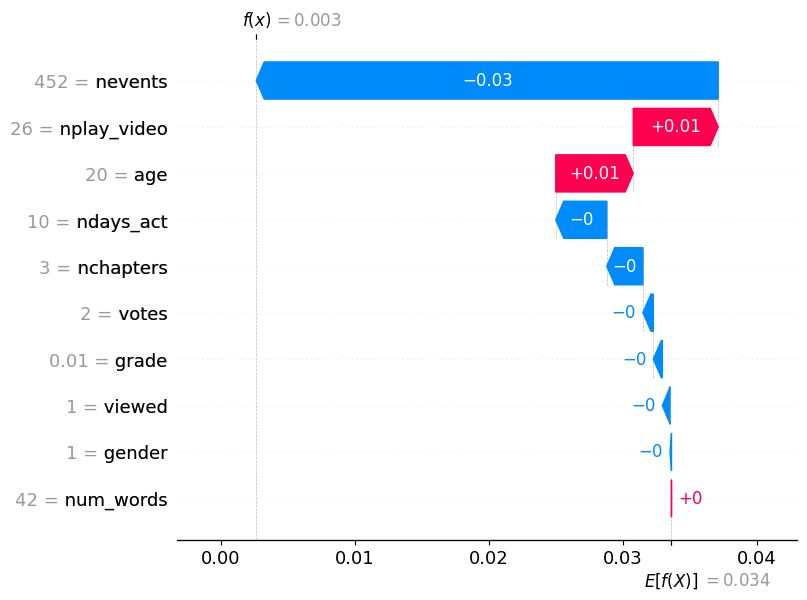 f(x) = 0.003
452 = nevents −0.03
26 = nplay_video +0.01
20 = age +0.01
10 = ndays_act −0
3 = nchapters −0
2 = votes −0
0.01 = grade −0
1 = viewed −0
1 = gender −0
42 = num_words +0
0.00 0.01 0.02 0.03 0.04
E[f(X)] = 0.034